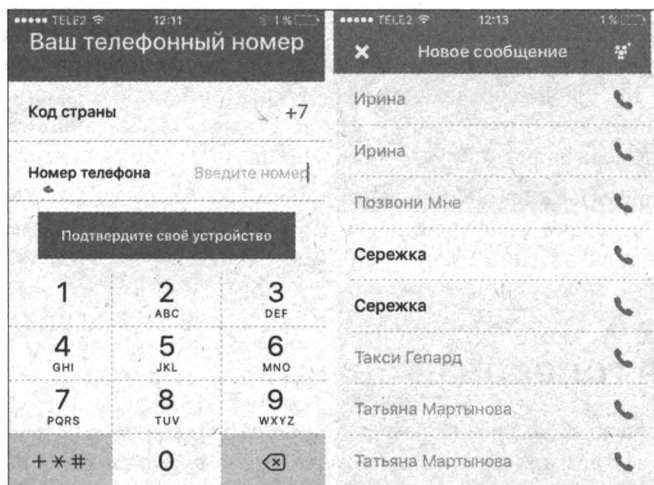 TELE2 12:11 1 %
Ваш телефонный номер
Код страны +7
Номер телефона Введите номер
Подтвердите своё устройство
1 2 3
ABC DEF
4 5 6
GHI JKL MNO
7 8 9
PQRS TUV WXYZ
+*# 0
TELE2 12:13 1 %
Новое сообщение
Ирина
Ирина
Позвони Мне
Сережка
Сережка
Такси Гепард
Татьяна Мартынова
Татьяна Мартынова